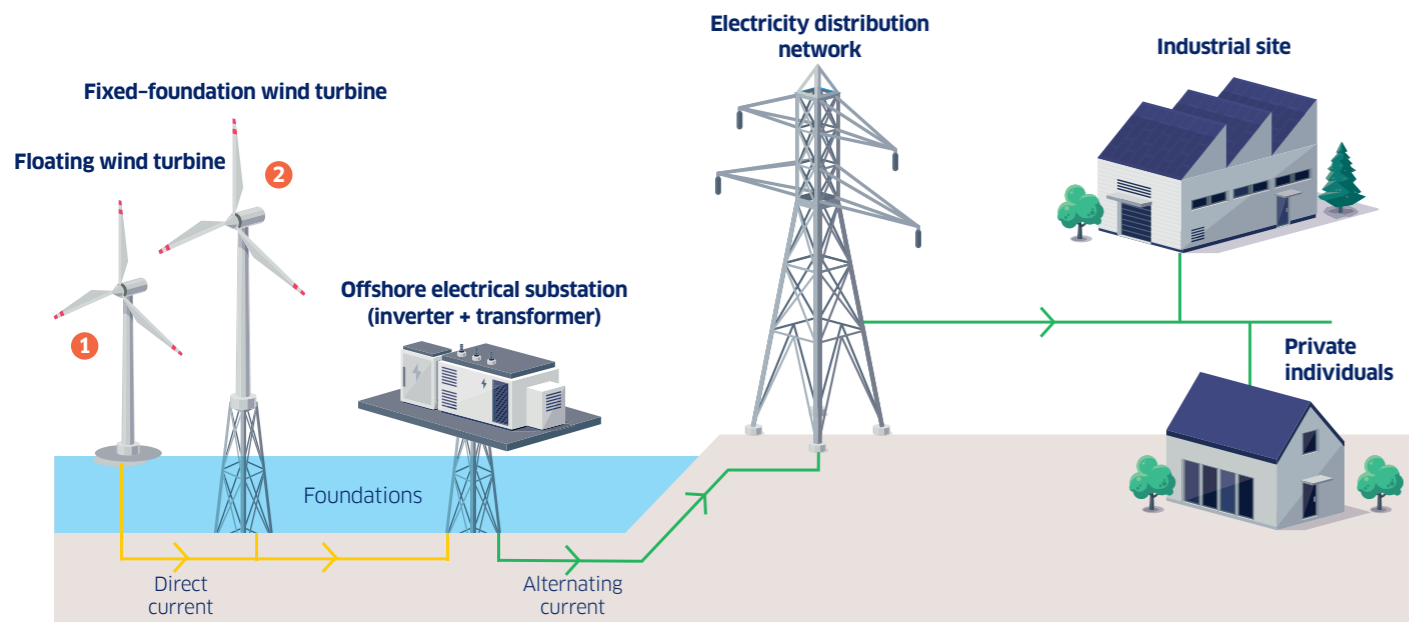 Electricity distribution
network
Industrial site
Fixed-foundation wind turbine
Floating wind turbine
2
Offshore electrical substation
(inverter + transformer)
1
Private
individuals
Foundations
Direct
current
Alternating
current